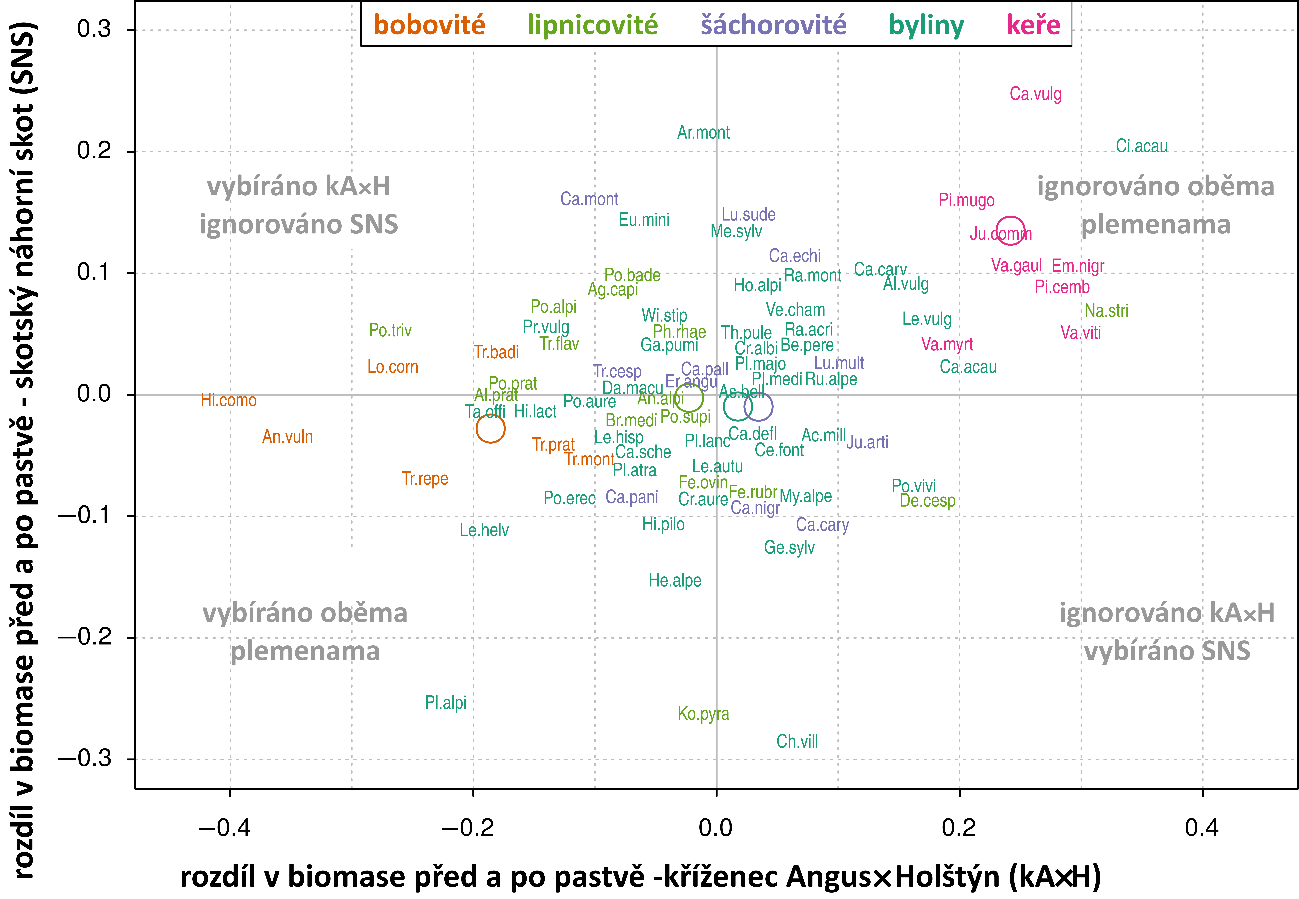 bobovité lipnicovité šáchorovité byliny keře
rozdíl v biomase před a po pastvě - skotský náhorní skot (SNS)
0.3
0.2
0.1
0.0
−0.1
−0.2
−0.3
vybíráno kA×H
ignorováno SNS
ignorováno oběma
plemenama
vybíráno oběma
plemenama
ignorováno kA×H
vybíráno SNS
Ca.vulg
Ar.mont
Ci.acau
Ca.mont
Pi.mugo
Eu.mini
Lu.sude
Me.sylv
Ju.comm
Ca.echi
Po.bade
Ra.mont
Ca.carv
Va.gaul
Em.nigr
Ag.capi
Ho.alpi
Al.vulg
Pi.cemb
Po.alpi
Wi.stip
Ve.cham
Le.vulg
Na.stri
Po.triv
Pr.vulg
Ph.rhae
Th.pule
Ra.acri
Va.viti
Tr.flav
Ga.pumi
Cr.albi
Be.pere
Va.myrt
Tr.badi
Lo.corn
Tr.cesp
Ca.pall
Pl.majo
Lu.mult
Ca.acau
Po.prat
Er.angu
Pl.medi
Ru.alpe
Al.prat
Da.macu
An.alpi
As.bell
Hi.como
Ta.offi
Hi.lact
Po.aure
Br.medi
Po.supi
An.vuln
Tr.prat
Le.hisp
Pl.lanc
Ca.defl
Ac.mill
Ju.arti
Tr.mont
Ca.sche
Ce.font
Tr.repe
Pl.atra
Le.autu
Po.erec
Ca.pani
Fe.ovin
Cr.aure
Fe.rubr
Ca.nigr
My.alpe
Po.vivi
De.cesp
Le.helv
Hi.pilo
Ca.cary
Ge.sylv
He.alpe
Pl.alpi
Ko.pyra
Ch.vill
−0.4 −0.2 0.0 0.2 0.4
rozdíl v biomase před a po pastvě -kříženec Angus×Holštýn (kA×H)